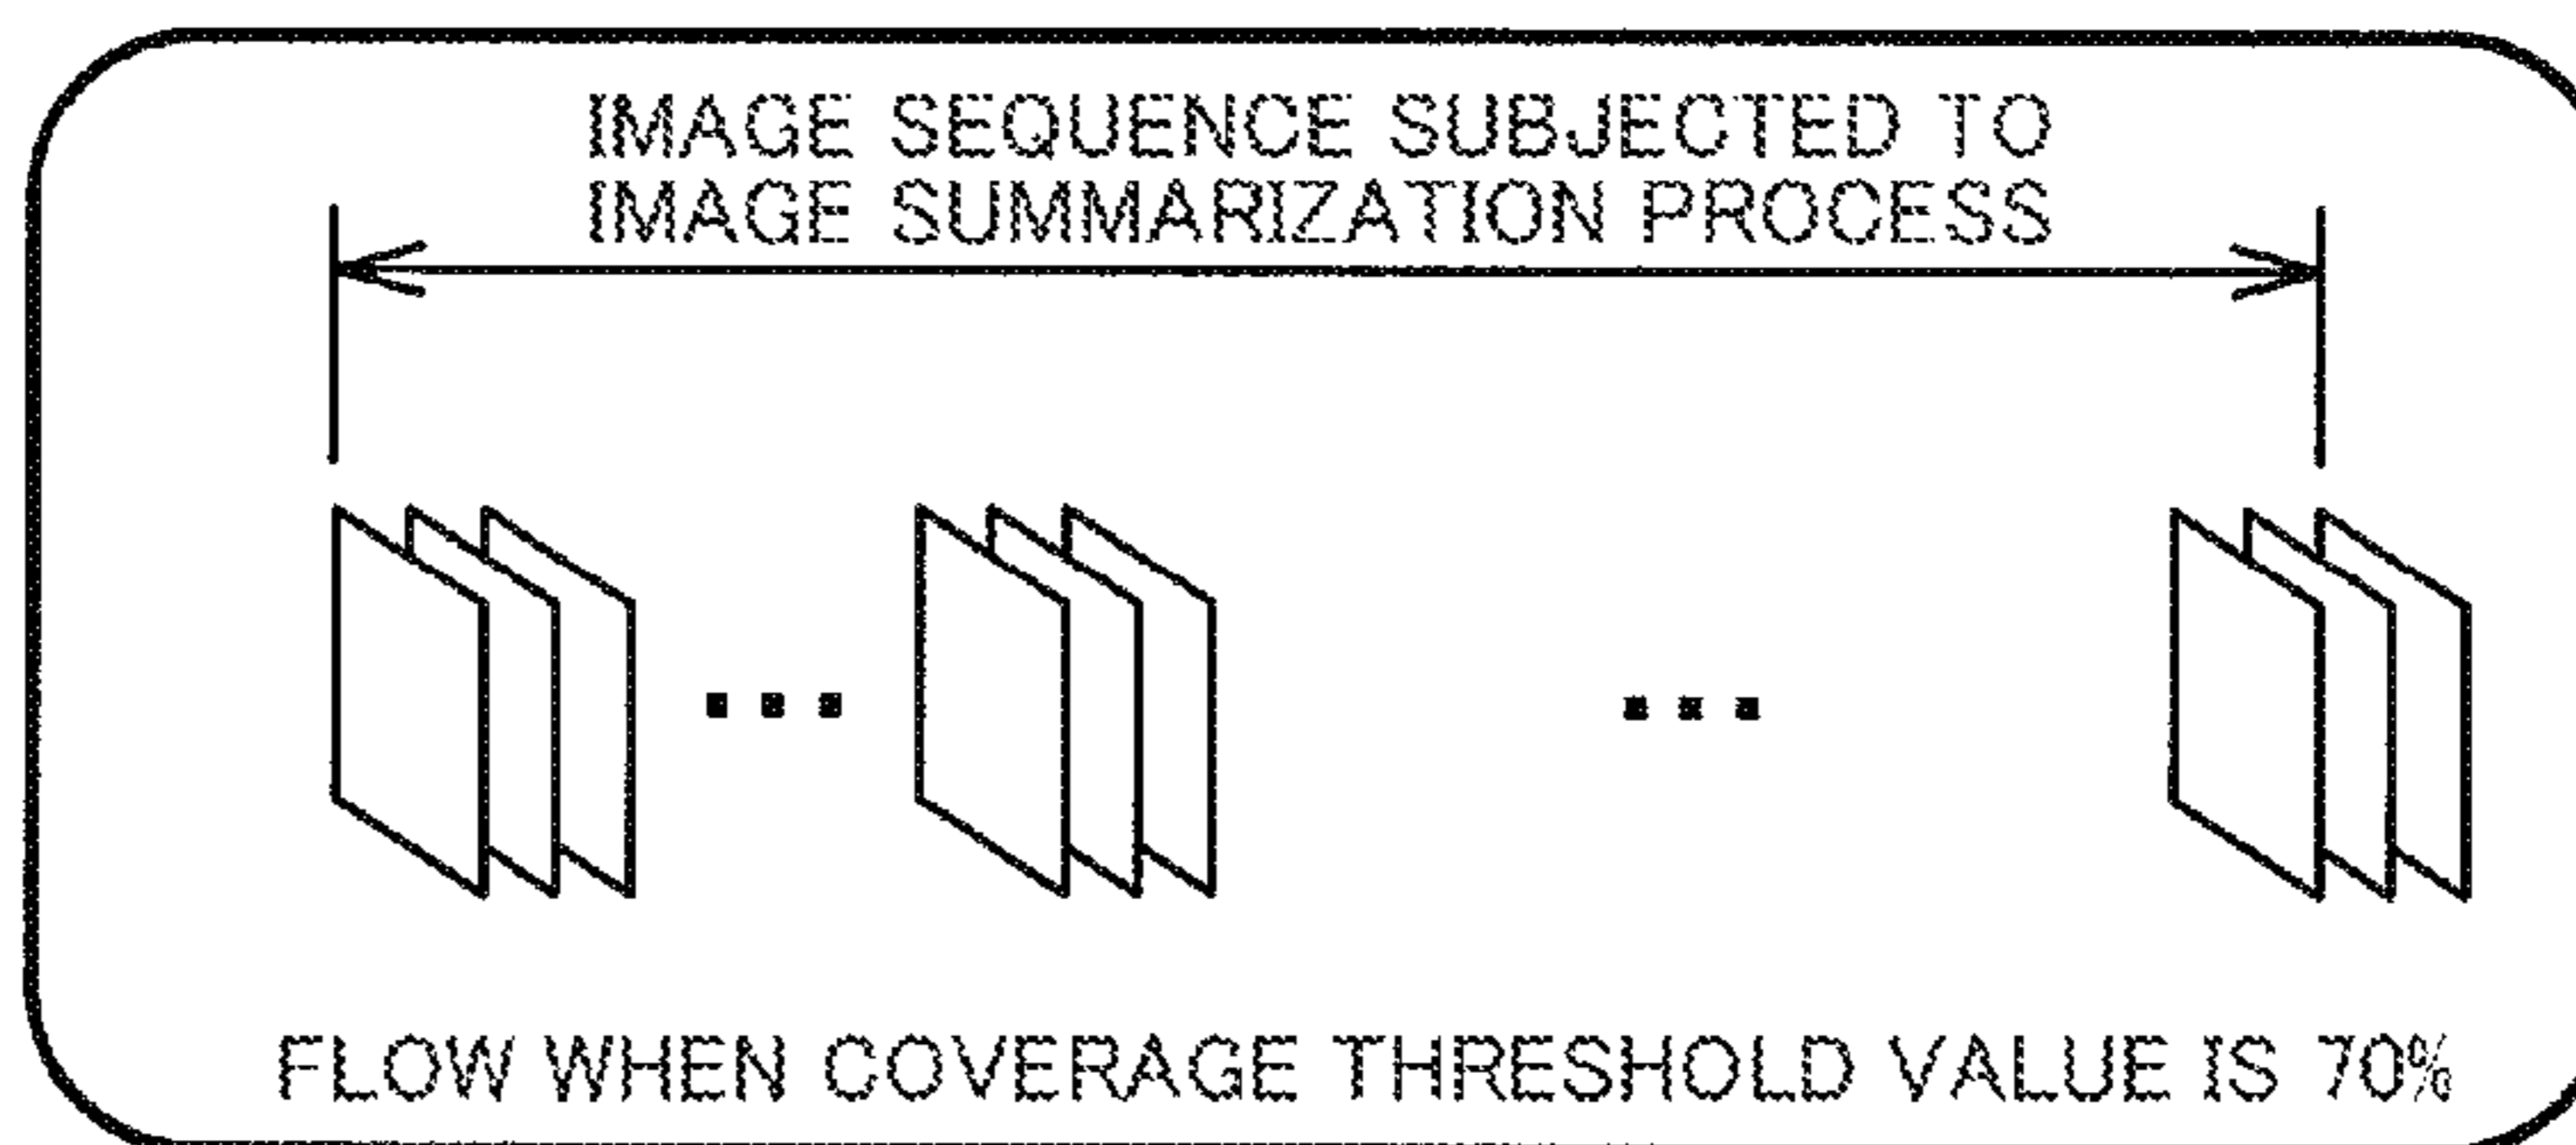 IMAGE SEQUENCE SUBJECTED TO
IMAGE SUMMARIZATION PROCESS
FLOW WHEN COVERAGE THRESHOLD VALUE IS 70%